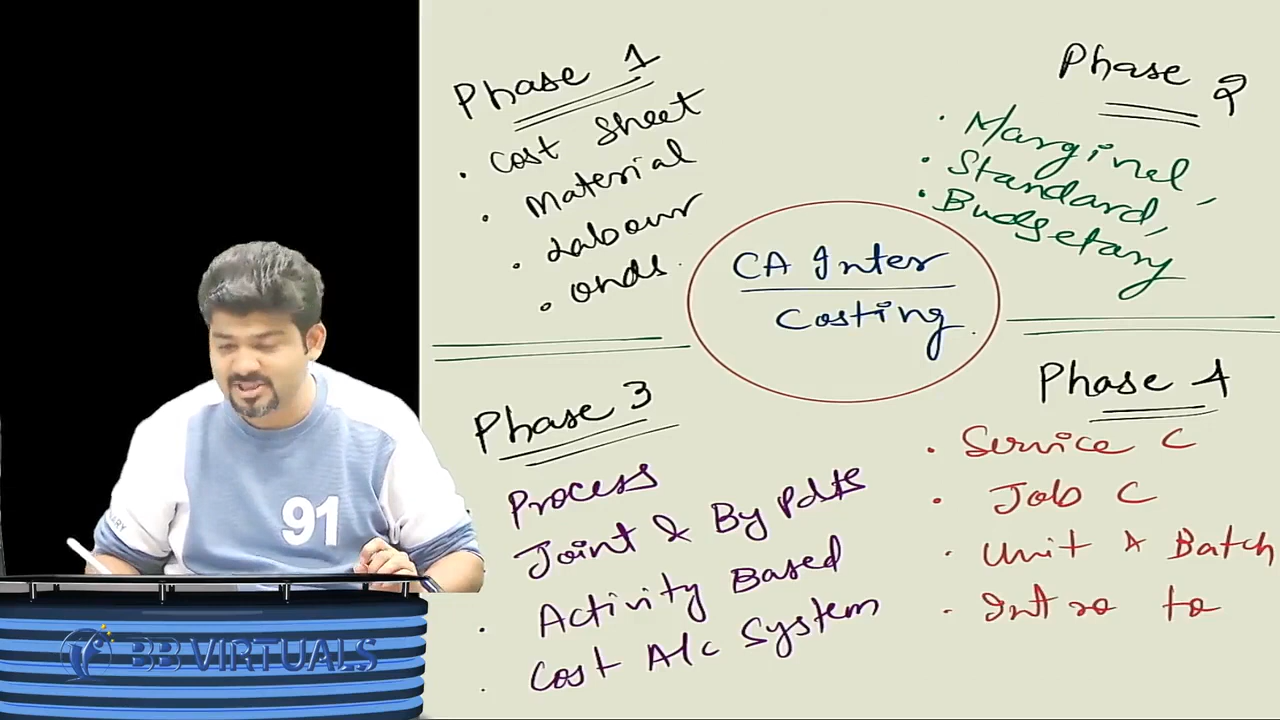 Phase 1
• Cost Sheet
• Material
• Labour
• OHDs.
Phase 2
• Marginal,
• Standard,
• Budgetary
CA Inter
Costing
Phase 3
Process
Joint & By Pdts
• Activity Based
• Cost A/c System
Phase 4
• Service C
• Job C
• Unit & Batch
• Intro to
91
BB VIRTUALS